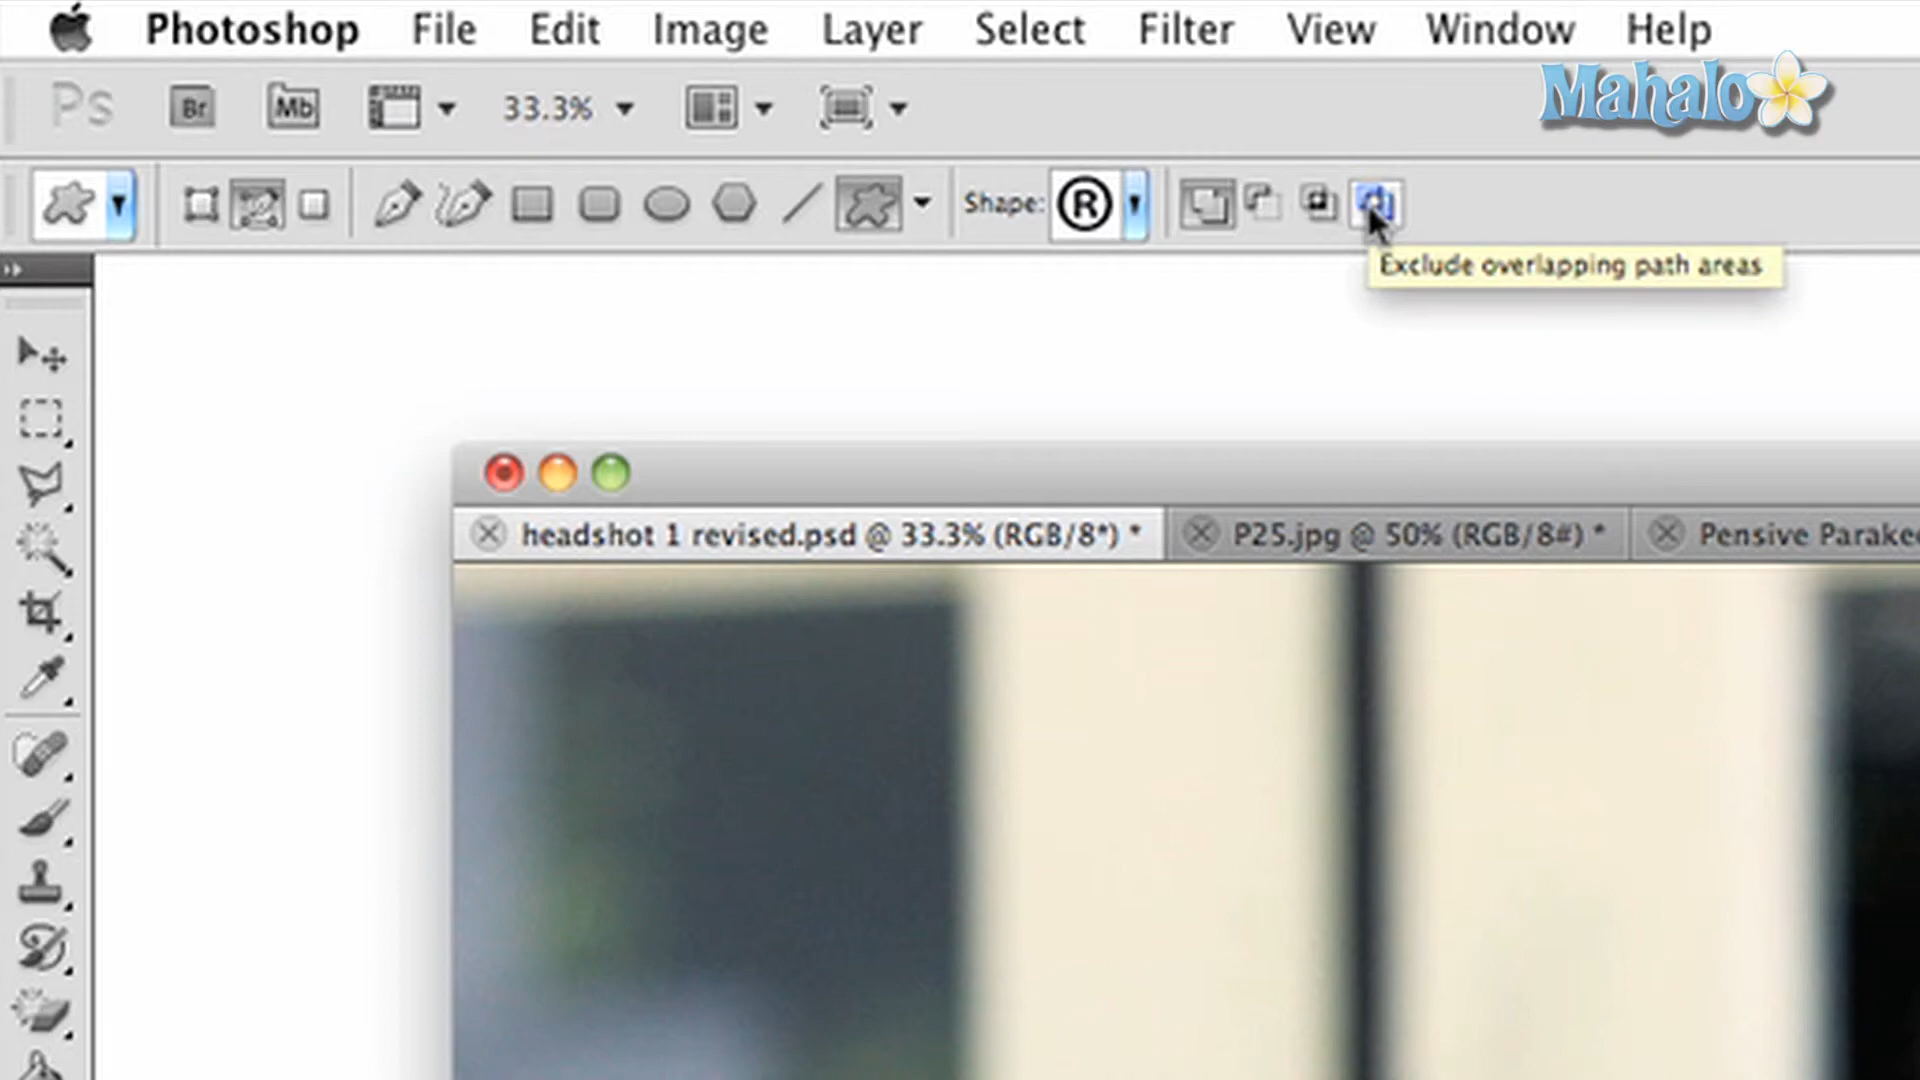 Photoshop File Edit Image Layer Select Filter View Window Help
Mahalo
Ps Br Mb 33.3%
Shape: ®
Exclude overlapping path areas
headshot 1 revised.psd @ 33.3% (RGB/8*) * P25.jpg @ 50% (RGB/8#) * Pensive Parakee